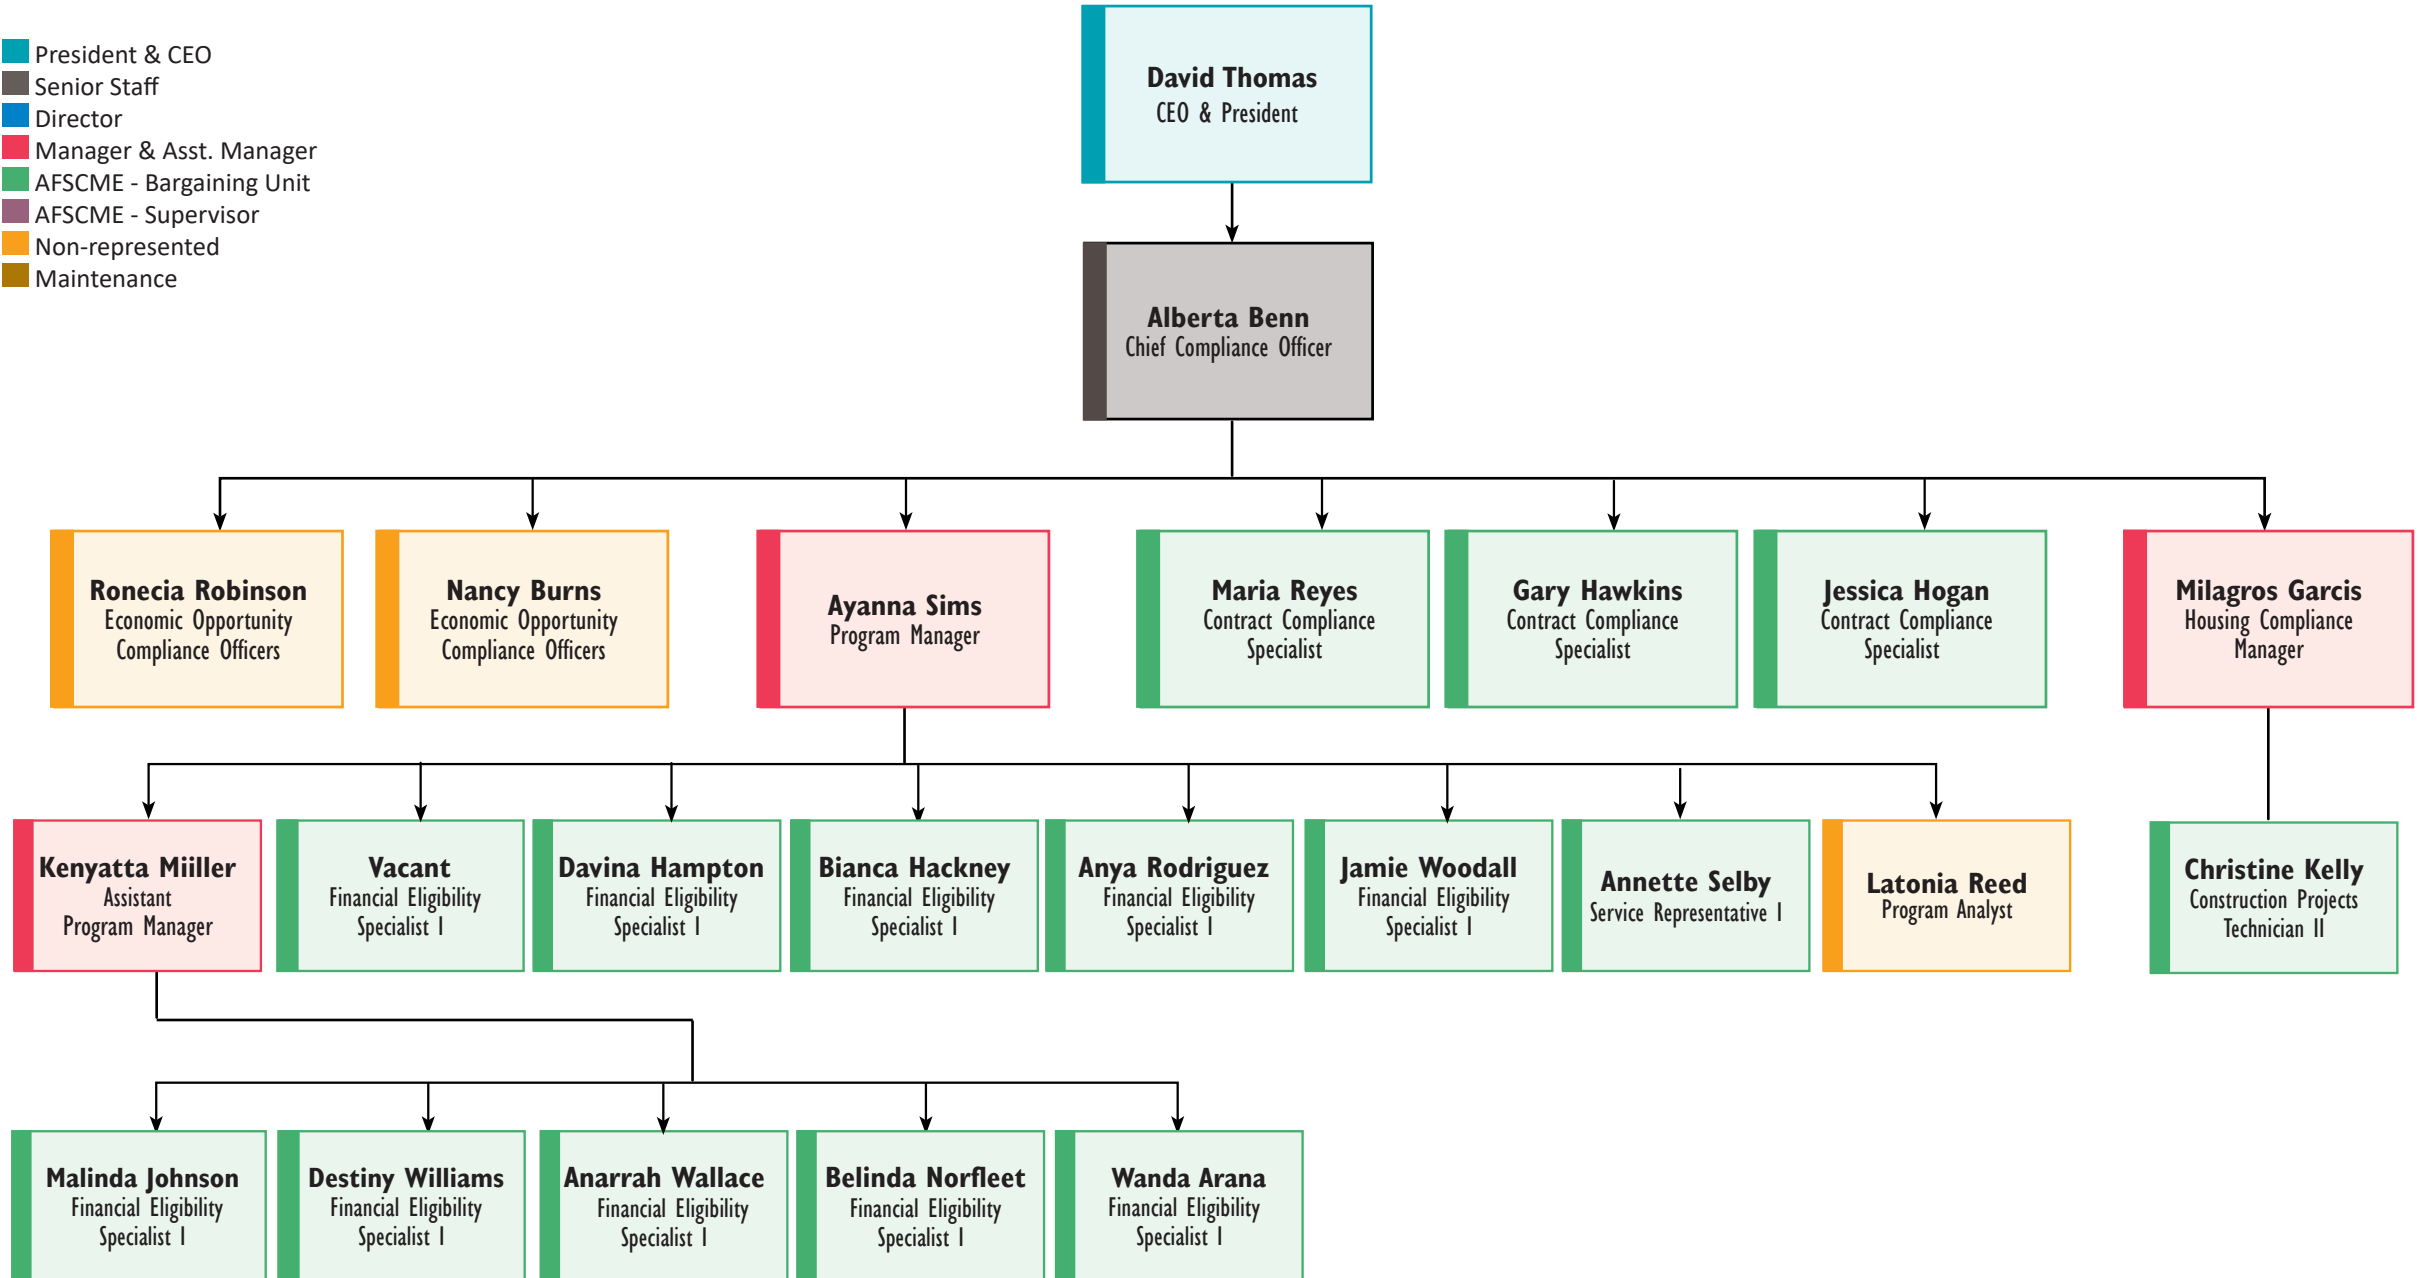 President & CEO
Senior Staff
Director
Manager & Asst. Manager
AFSCME - Bargaining Unit
AFSCME - Supervisor
Non-represented
Maintenance
David Thomas
CEO & President
Alberta Benn
Chief Compliance Officer
Ronecia Robinson
Economic Opportunity
Compliance Officers
Nancy Burns
Economic Opportunity
Compliance Officers
Ayanna Sims
Program Manager
Maria Reyes
Contract Compliance
Specialist
Gary Hawkins
Contract Compliance
Specialist
Jessica Hogan
Contract Compliance
Specialist
Milagros Garcis
Housing Compliance
Manager
Kenyatta Miiller
Assistant
Program Manager
Vacant
Financial Eligibility
Specialist I
Davina Hampton
Financial Eligibility
Specialist I
Bianca Hackney
Financial Eligibility
Specialist I
Anya Rodriguez
Financial Eligibility
Specialist I
Jamie Woodall
Financial Eligibility
Specialist I
Annette Selby
Service Representative I
Latonia Reed
Program Analyst
Christine Kelly
Construction Projects
Technician II
Malinda Johnson
Financial Eligibility
Specialist I
Destiny Williams
Financial Eligibility
Specialist I
Anarrah Wallace
Financial Eligibility
Specialist I
Belinda Norfleet
Financial Eligibility
Specialist I
Wanda Arana
Financial Eligibility
Specialist I